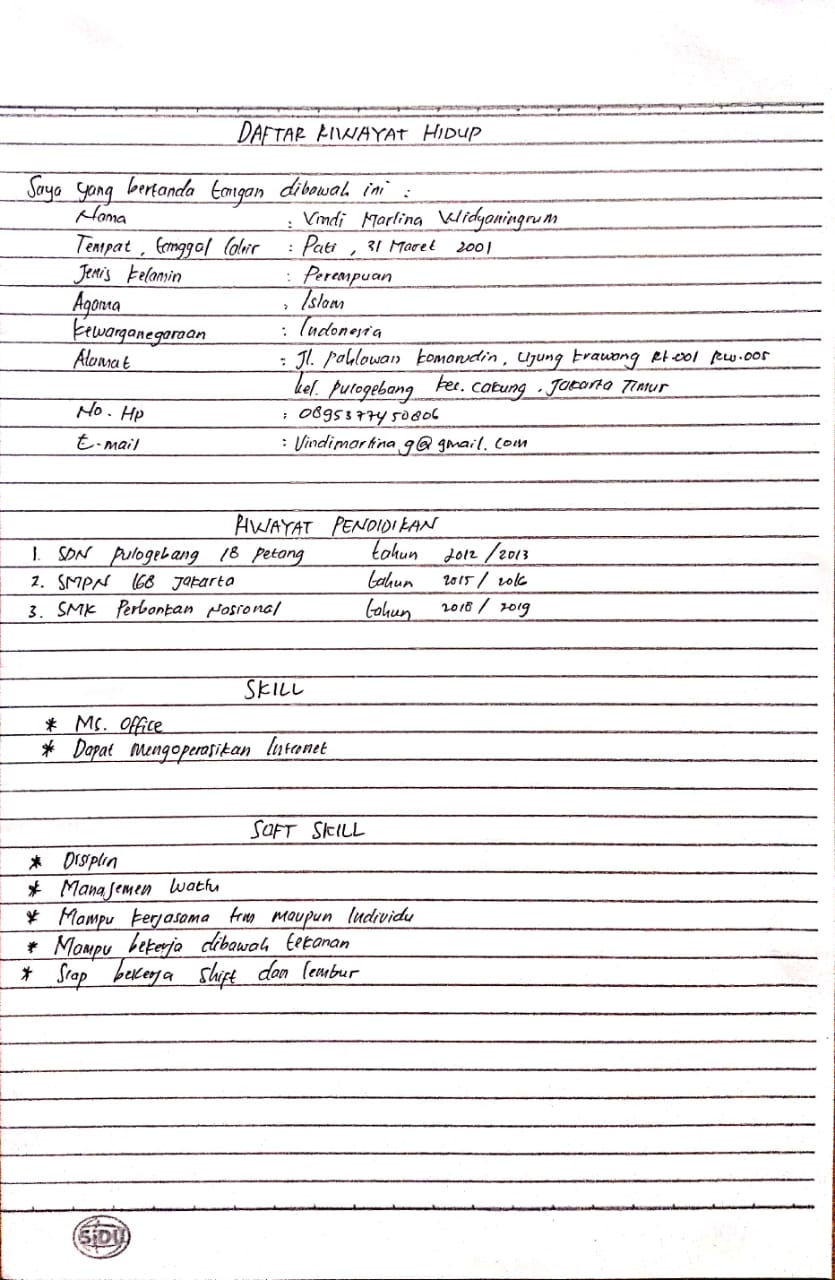 DAFTAR RIWAYAT HIDUP
Saya yang bertanda tangan dibawah ini :
Nama : Vindi Marlina Widyaningrum
Tempat, tanggal lahir : Pati, 31 Maret 2001
Jenis Kelamin : Perempuan
Agama : Islam
Kewarganegaraan : Indonesia
Alamat : Jl. Pahlawan Komarudin, Ujung Krawang Rt.001 Rw.005
kel. Pulogebang Kec. Cakung, Jakarta Timur
No. Hp : 089537745 0806
E-mail : Vindimarlina.g@gmail.com
RIWAYAT PENDIDIKAN
1. SDN Pulogebang 18 Petang tahun 2012/2013
2. SMPN 168 Jakarta tahun 2015/2016
3. SMK Perbankan Nasional tahun 2018/2019
SKILL
* Ms. Office
* Dapat Mengoperasikan Internet
SOFT SKILL
* Disiplin
* Manajemen Waktu
* Mampu kerjasama tim maupun Individu
* Mampu bekerja dibawah tekanan
* Siap bekerja Shift dan lembur
SiDU